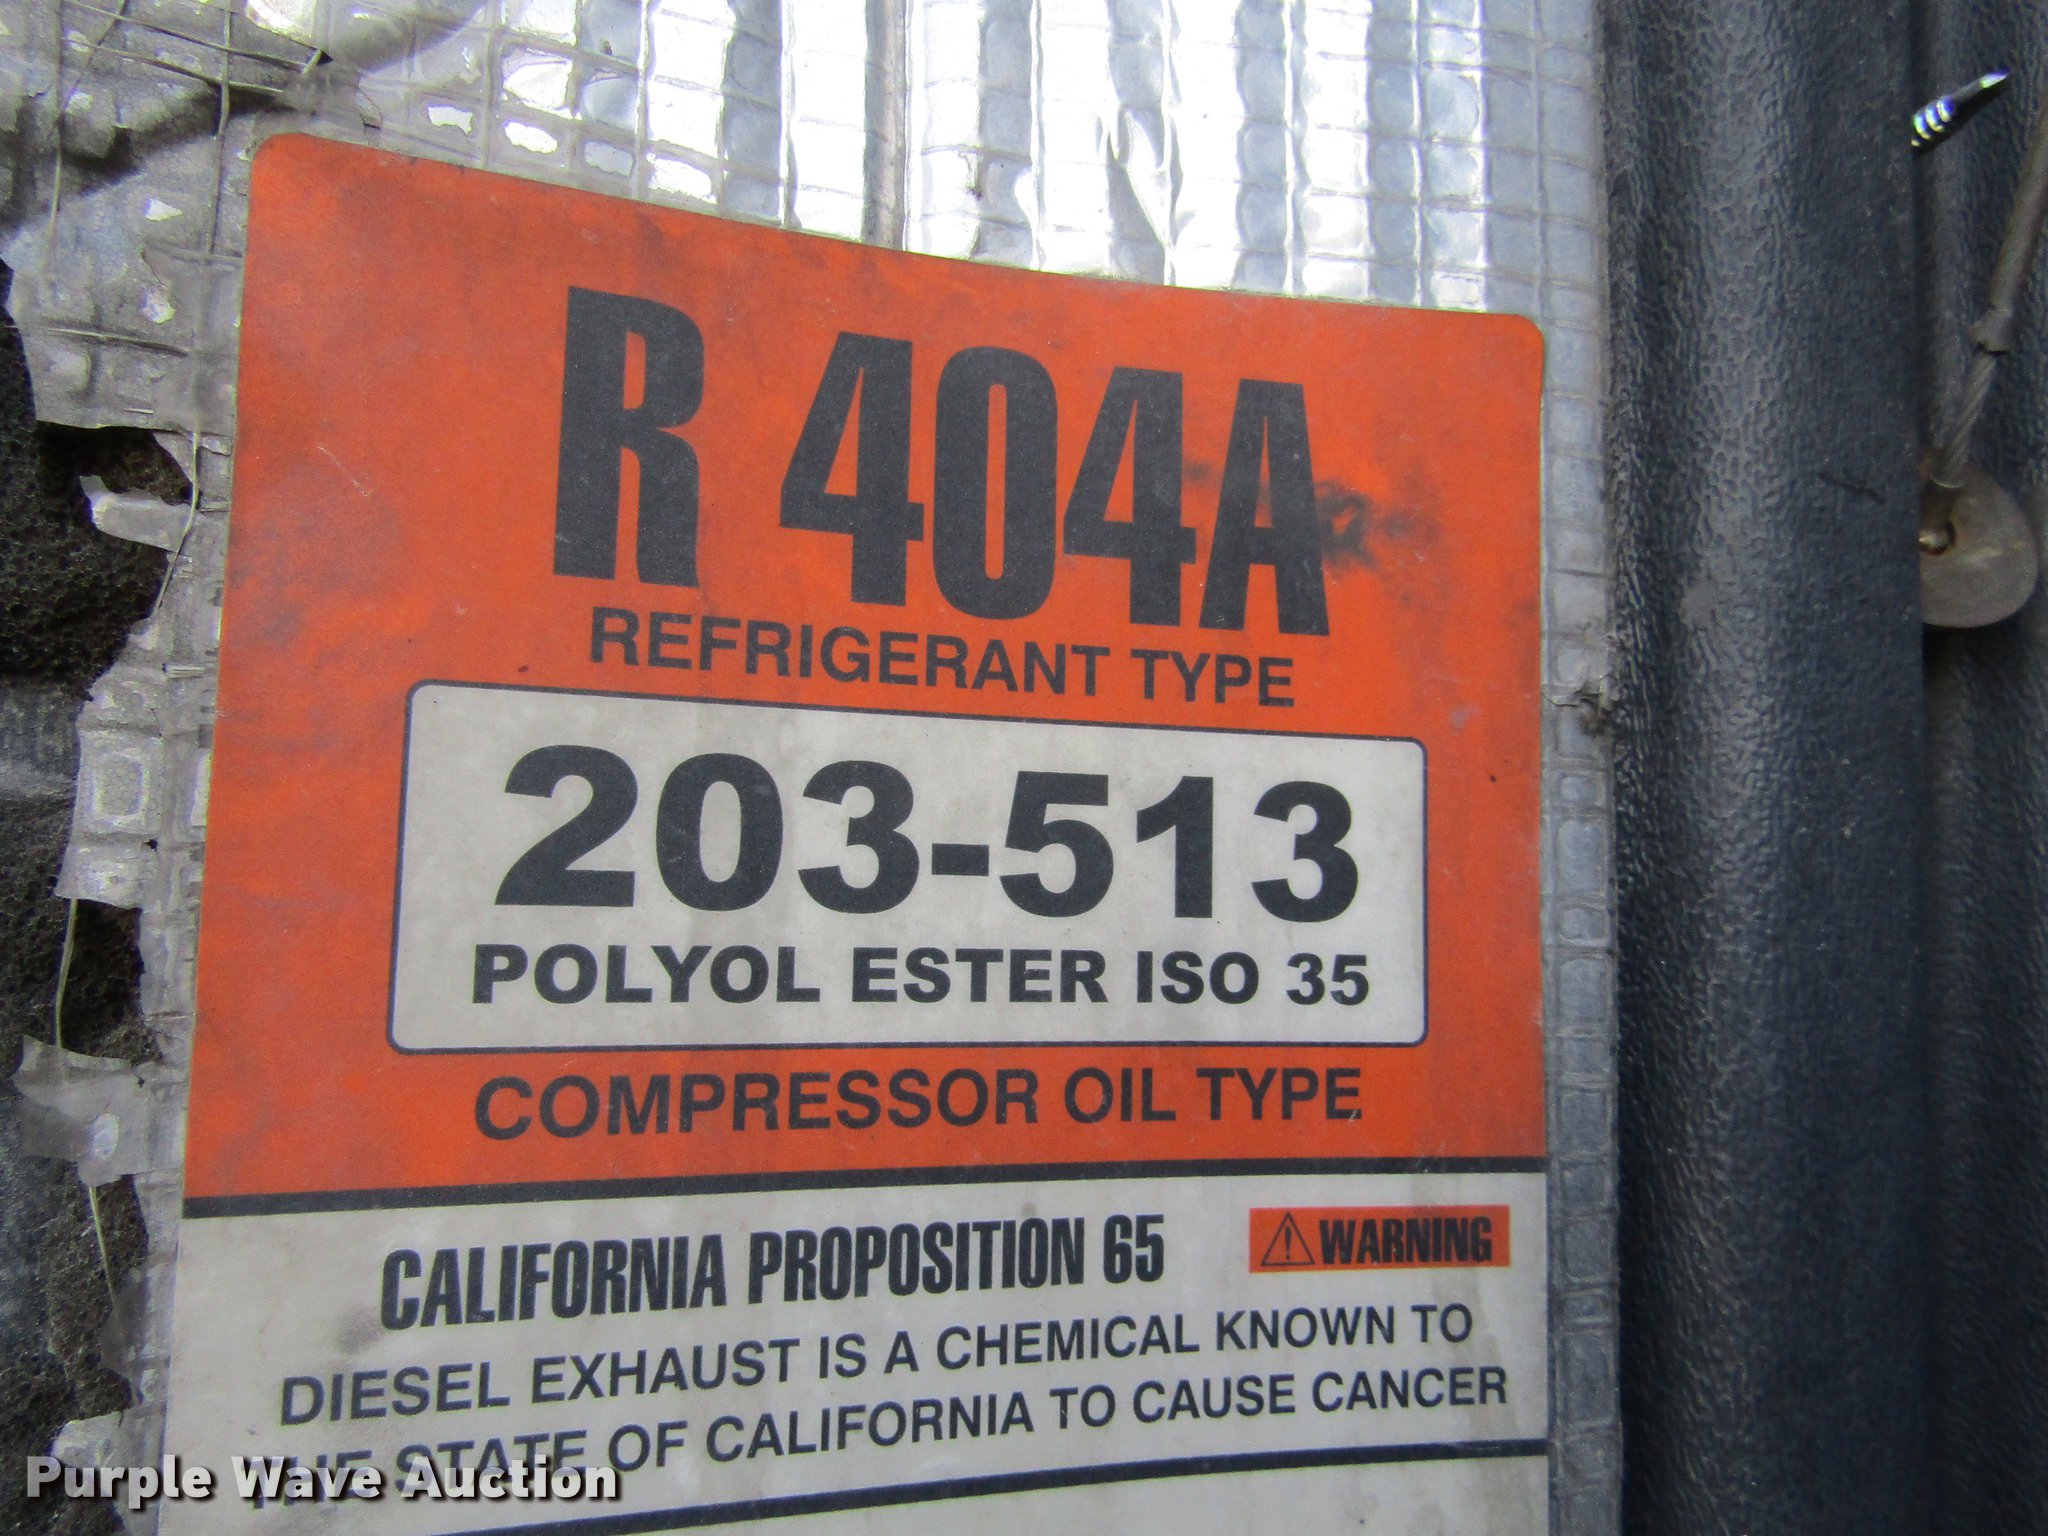 R 404A
REFRIGERANT TYPE
203-513
POLYOL ESTER ISO 35
COMPRESSOR OIL TYPE
CALIFORNIA PROPOSITION 65
WARNING
DIESEL EXHAUST IS A CHEMICAL KNOWN TO
THE STATE OF CALIFORNIA TO CAUSE CANCER
Purple Wave Auction